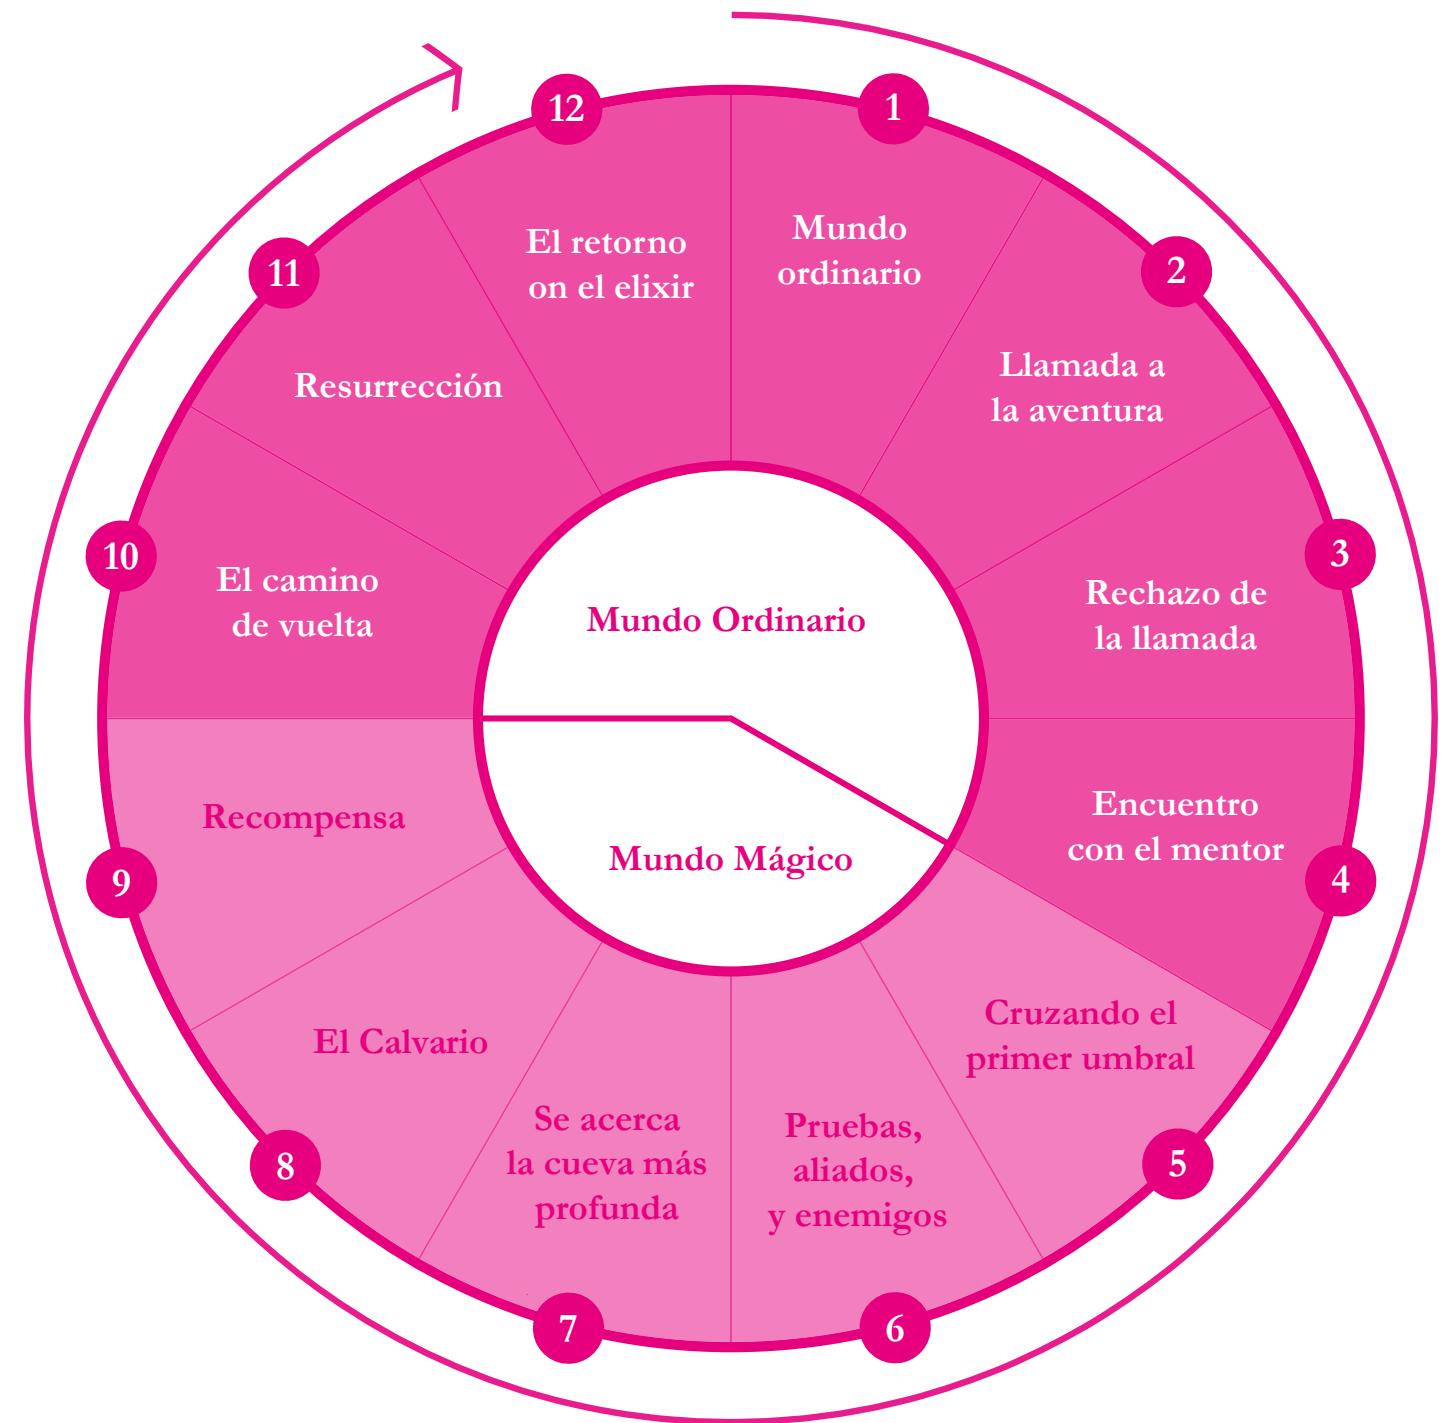 1
Mundo
ordinario
2
Llamada a
la aventura
3
Rechazo de
la llamada
4
Encuentro
con el mentor
5
Cruzando el
primer umbral
6
Pruebas,
aliados,
y enemigos
7
Se acerca
la cueva más
profunda
8
El Calvario
9
Recompensa
10
El camino
de vuelta
11
Resurrección
12
El retorno
on el elixir
Mundo Ordinario
Mundo Mágico